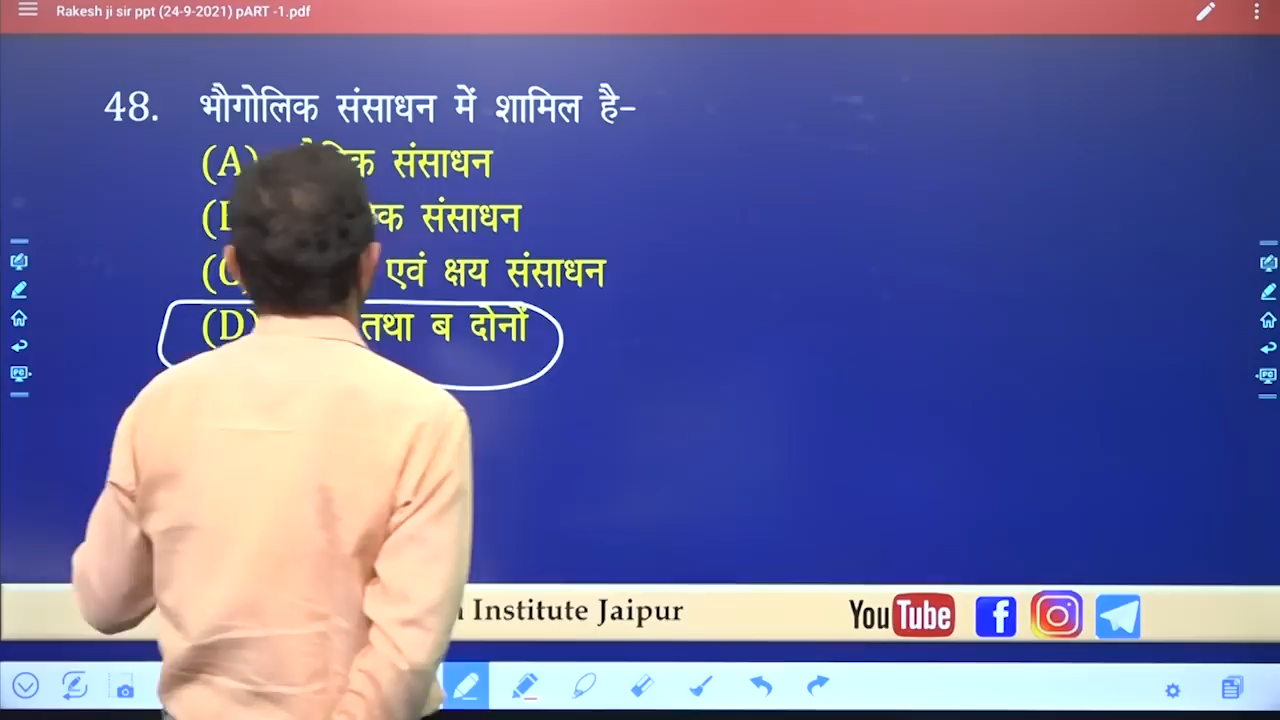 Rakesh ji sir ppt (24-9-2021) pART -1.pdf
48. भौगोलिक संसाधन में शामिल है-
(A) संसाधन
संसाधन
एवं क्षय संसाधन
(D) तथा ब दोनों
Institute Jaipur
YouTube